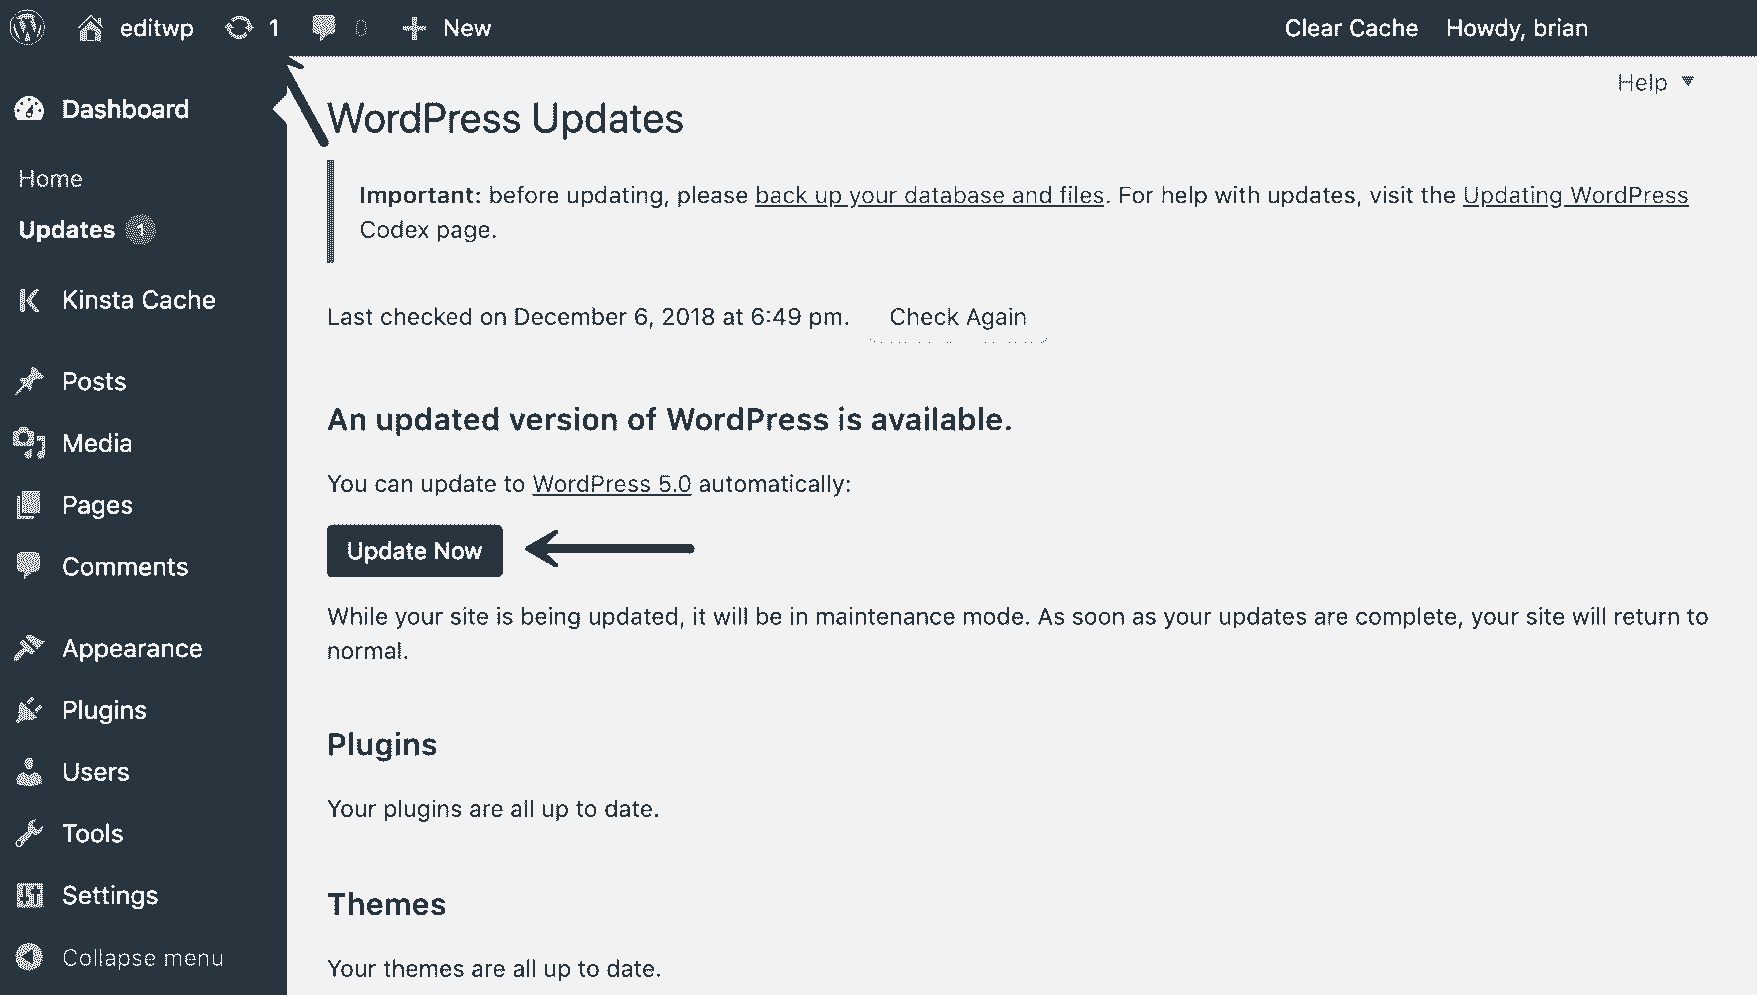 editwp 1 0 New Clear Cache Howdy, brian
Help
Dashboard
Home
Updates 1
Kinsta Cache
Posts
Media
Pages
Comments
Appearance
Plugins
Users
Tools
Settings
Collapse menu
WordPress Updates
Important: before updating, please back up your database and files. For help with updates, visit the Updating WordPress
Codex page.
Last checked on December 6, 2018 at 6:49 pm. Check Again
An updated version of WordPress is available.
You can update to WordPress 5.0 automatically:
Update Now
While your site is being updated, it will be in maintenance mode. As soon as your updates are complete, your site will return to
normal.
Plugins
Your plugins are all up to date.
Themes
Your themes are all up to date.